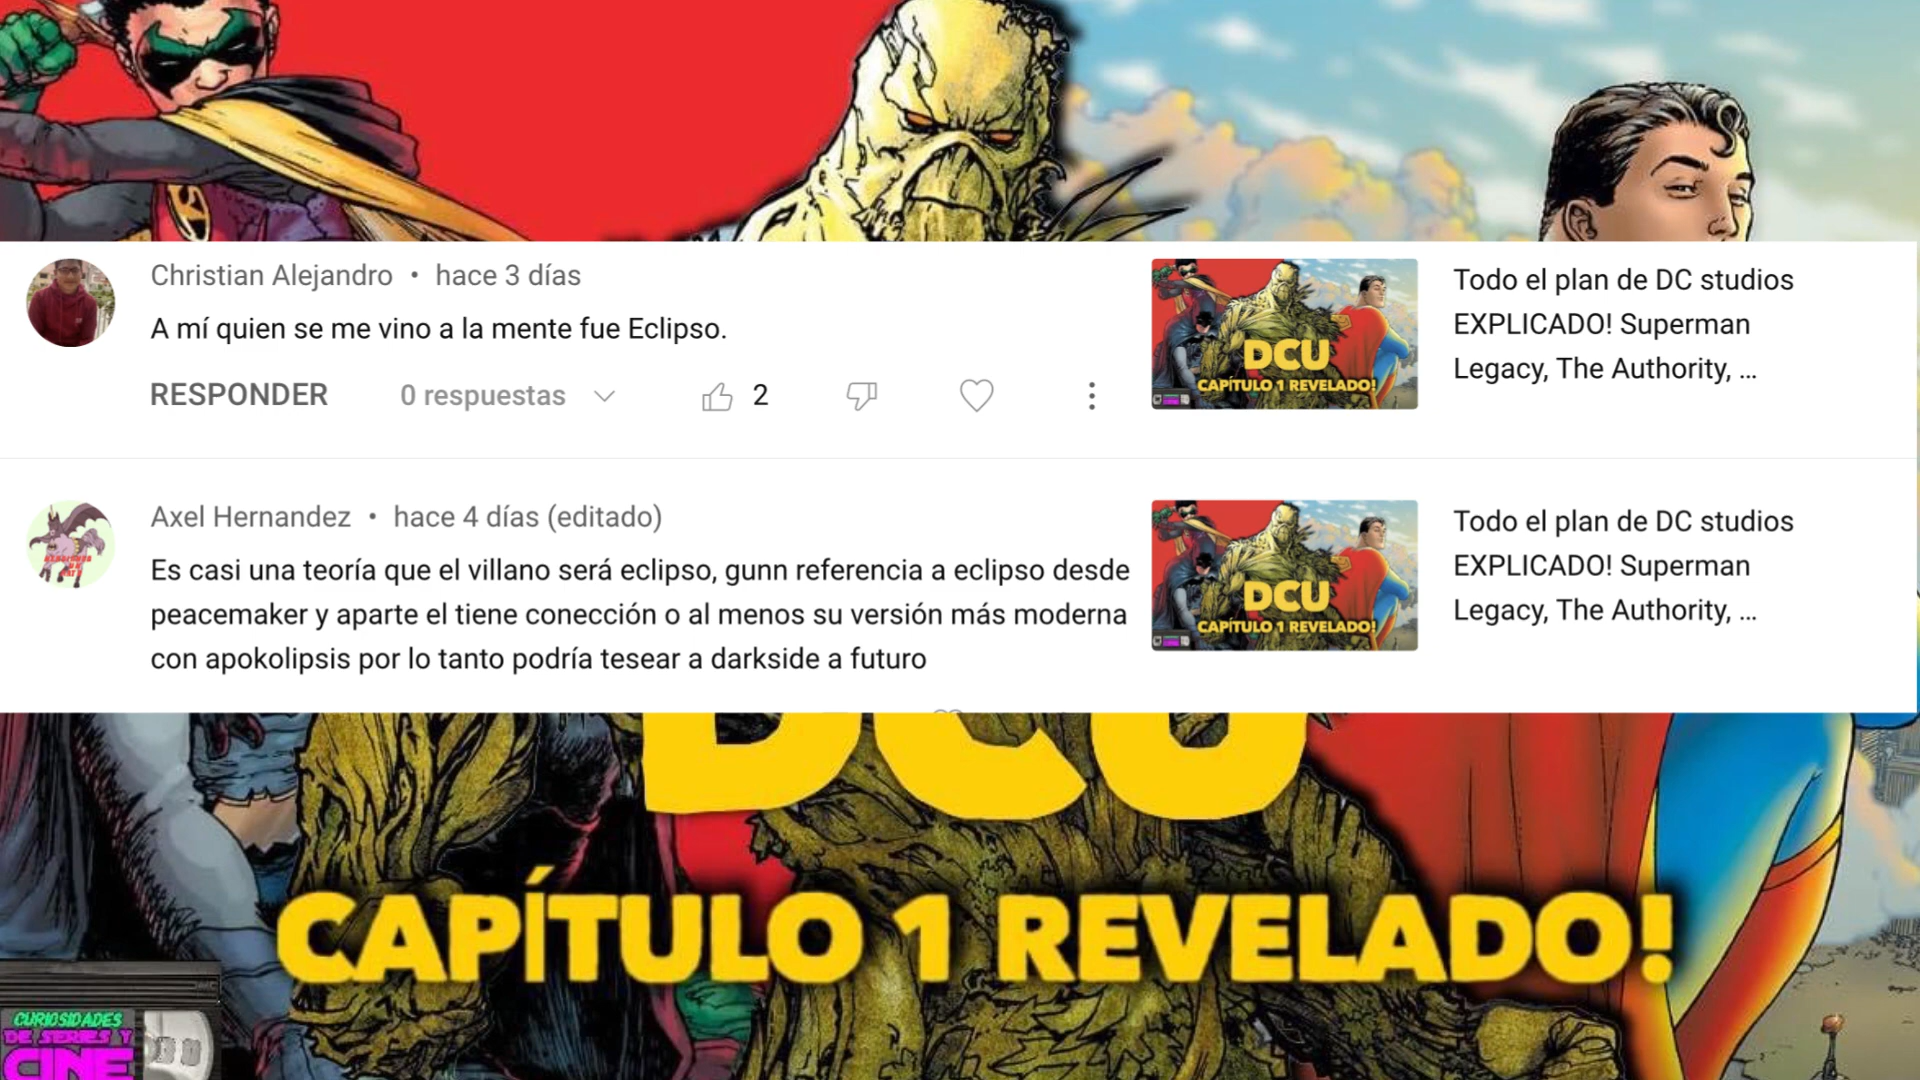 Christian Alejandro • hace 3 días
A mí quien se me vino a la mente fue Eclipso.
RESPONDER 0 respuestas 2
DCU
CAPÍTULO 1 REVELADO!
Todo el plan de DC studios
EXPLICADO! Superman
Legacy, The Authority, ...
Axel Hernandez • hace 4 días (editado)
Es casi una teoría que el villano será eclipso, gunn referencia a eclipso desde
peacemaker y aparte el tiene conección o al menos su versión más moderna
con apokolipsis por lo tanto podría tesear a darkside a futuro
DCU
CAPÍTULO 1 REVELADO!
Todo el plan de DC studios
EXPLICADO! Superman
Legacy, The Authority, ...
DCU
CAPÍTULO 1 REVELADO!
CURIOSIDADES
DE SERIES Y
CINE